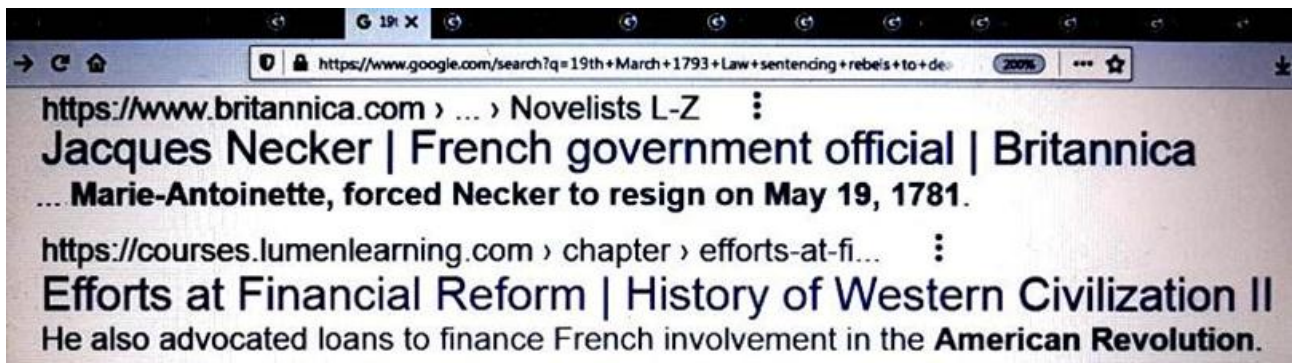 G 19t X
https://www.google.com/search?q=19th+March+1793+Law+sentencing+rebels+to+de
200%
https://www.britannica.com › ... › Novelists L-Z
Jacques Necker | French government official | Britannica
... Marie-Antoinette, forced Necker to resign on May 19, 1781.
https://courses.lumenlearning.com › chapter › efforts-at-fi...
Efforts at Financial Reform | History of Western Civilization II
He also advocated loans to finance French involvement in the American Revolution.